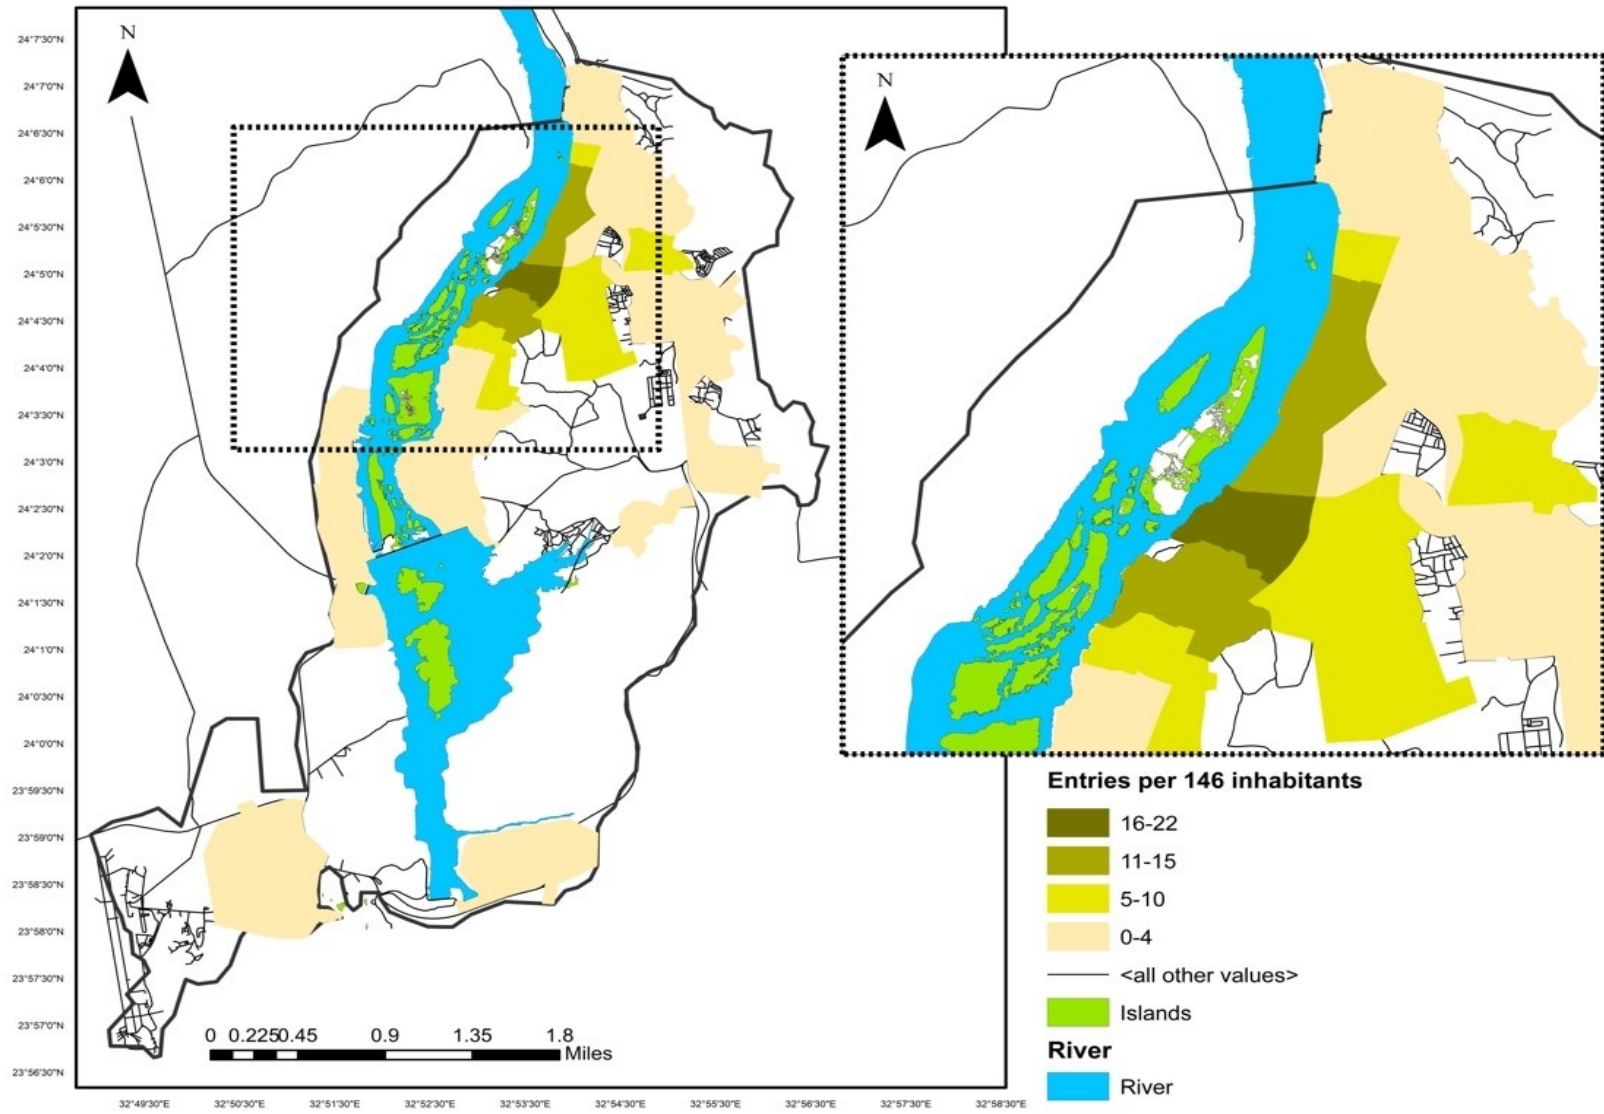 24°7'30"N
24°7'0"N
24°6'30"N
24°6'0"N
24°5'30"N
24°5'0"N
24°4'30"N
24°4'0"N
24°3'30"N
24°3'0"N
24°2'30"N
24°2'0"N
24°1'30"N
24°1'0"N
24°0'30"N
24°0'0"N
23°59'30"N
23°59'0"N
23°58'30"N
23°58'0"N
23°57'30"N
23°57'0"N
23°56'30"N
N
N
0 0.225 0.45 0.9 1.35 1.8
Miles
32°49'30"E 32°50'30"E 32°51'30"E 32°52'30"E 32°53'30"E 32°54'30"E 32°55'30"E 32°56'30"E 32°57'30"E 32°58'30"E
Entries per 146 inhabitants
16-22
11-15
5-10
0-4
<all other values>
Islands
River
River